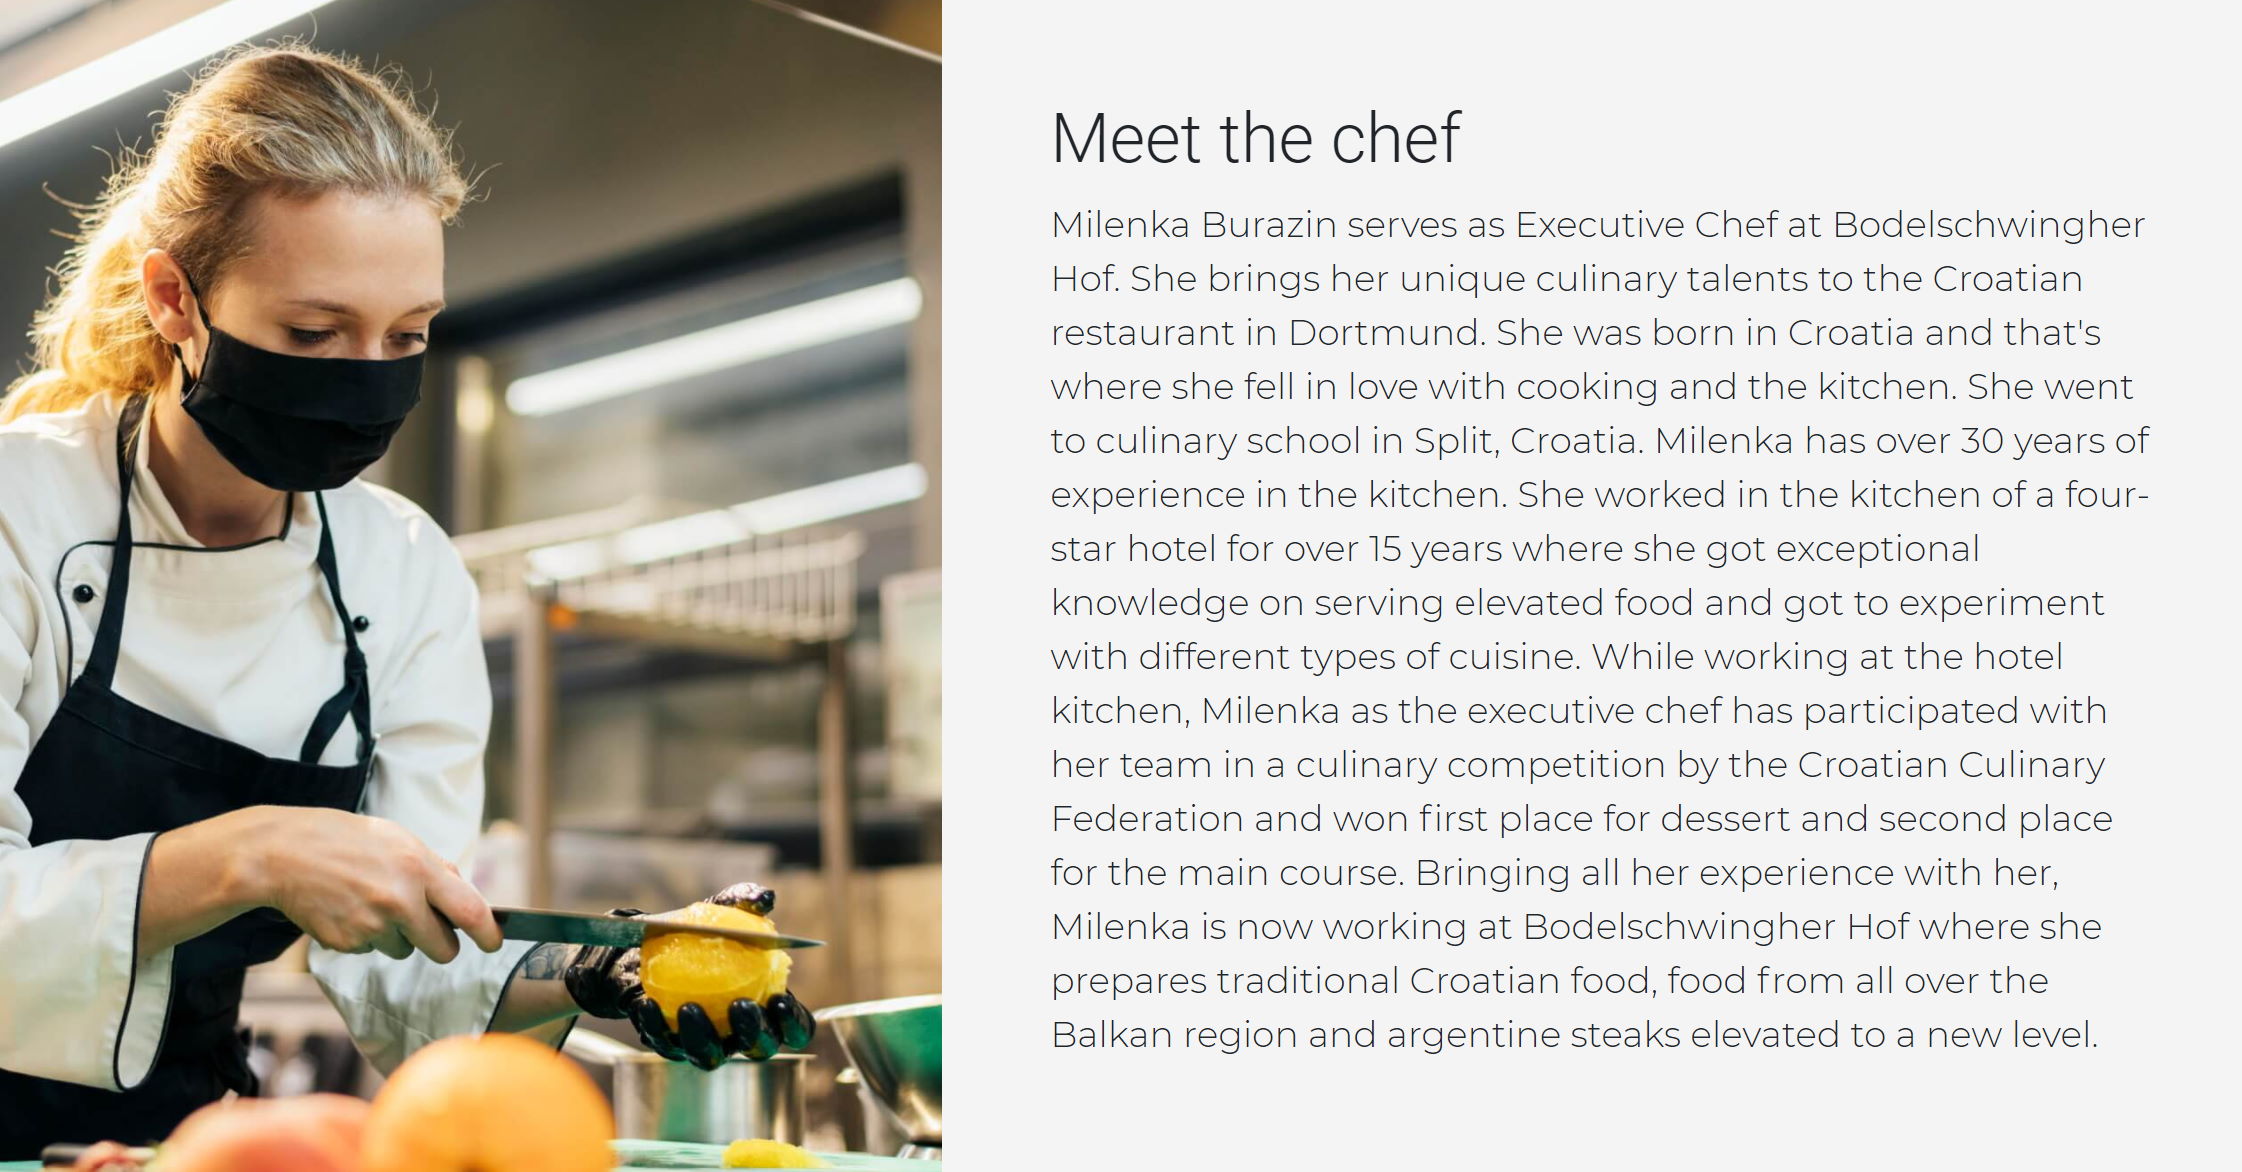 Meet the chef
Milenka Burazin serves as Executive Chef at Bodelschwingher
Hof. She brings her unique culinary talents to the Croatian
restaurant in Dortmund. She was born in Croatia and that's
where she fell in love with cooking and the kitchen. She went
to culinary school in Split, Croatia. Milenka has over 30 years of
experience in the kitchen. She worked in the kitchen of a four-
star hotel for over 15 years where she got exceptional
knowledge on serving elevated food and got to experiment
with different types of cuisine. While working at the hotel
kitchen, Milenka as the executive chef has participated with
her team in a culinary competition by the Croatian Culinary
Federation and won first place for dessert and second place
for the main course. Bringing all her experience with her,
Milenka is now working at Bodelschwingher Hof where she
prepares traditional Croatian food, food from all over the
Balkan region and argentine steaks elevated to a new level.